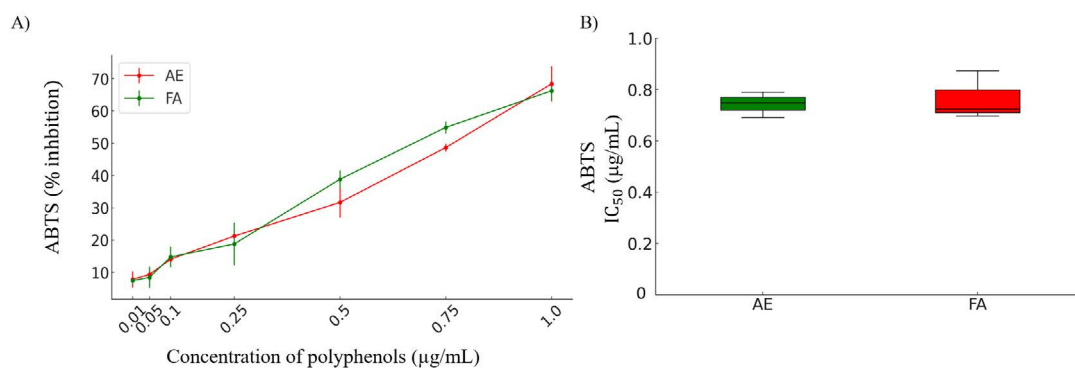 A)
AE
FA
70
60
50
40
30
20
10
ABTS (% inhbition)
0.01
0.05
0.1
0.25
0.5
0.75
1.0
Concentration of polyphenols (μg/mL)
B)
1.0
0.8
0.6
0.4
0.2
0
ABTS
IC₅₀ (μg/mL)
AE
FA